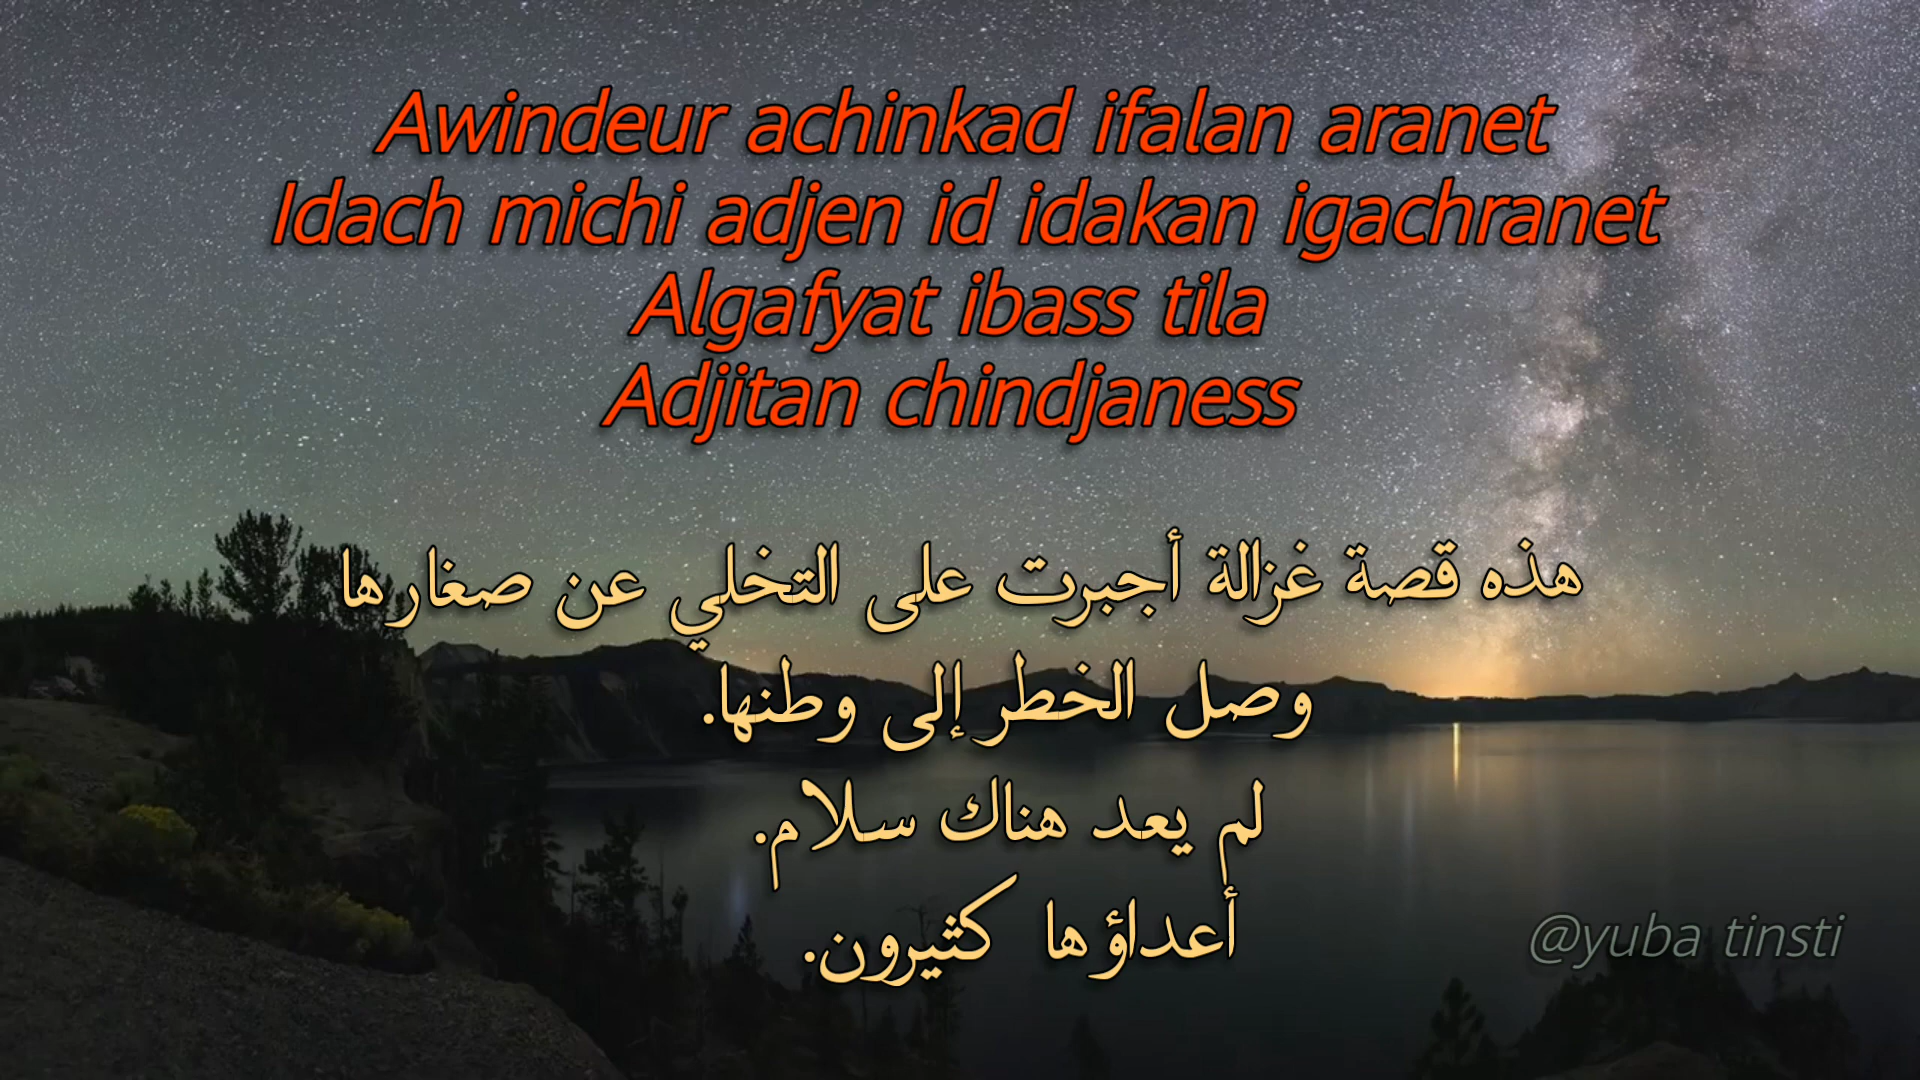 Awindeur achinkad ifalan aranet
Idach michi adjen id idakan igachranet
Algafyat ibass tila
Adjitan chindjaness
هذه قصة غزالة أجبرت على التخلي عن صغارها
وصل الخطر إلى وطنها.
لم يعد هناك سلام.
أعداؤها كثيرون.
@yuba tinsti